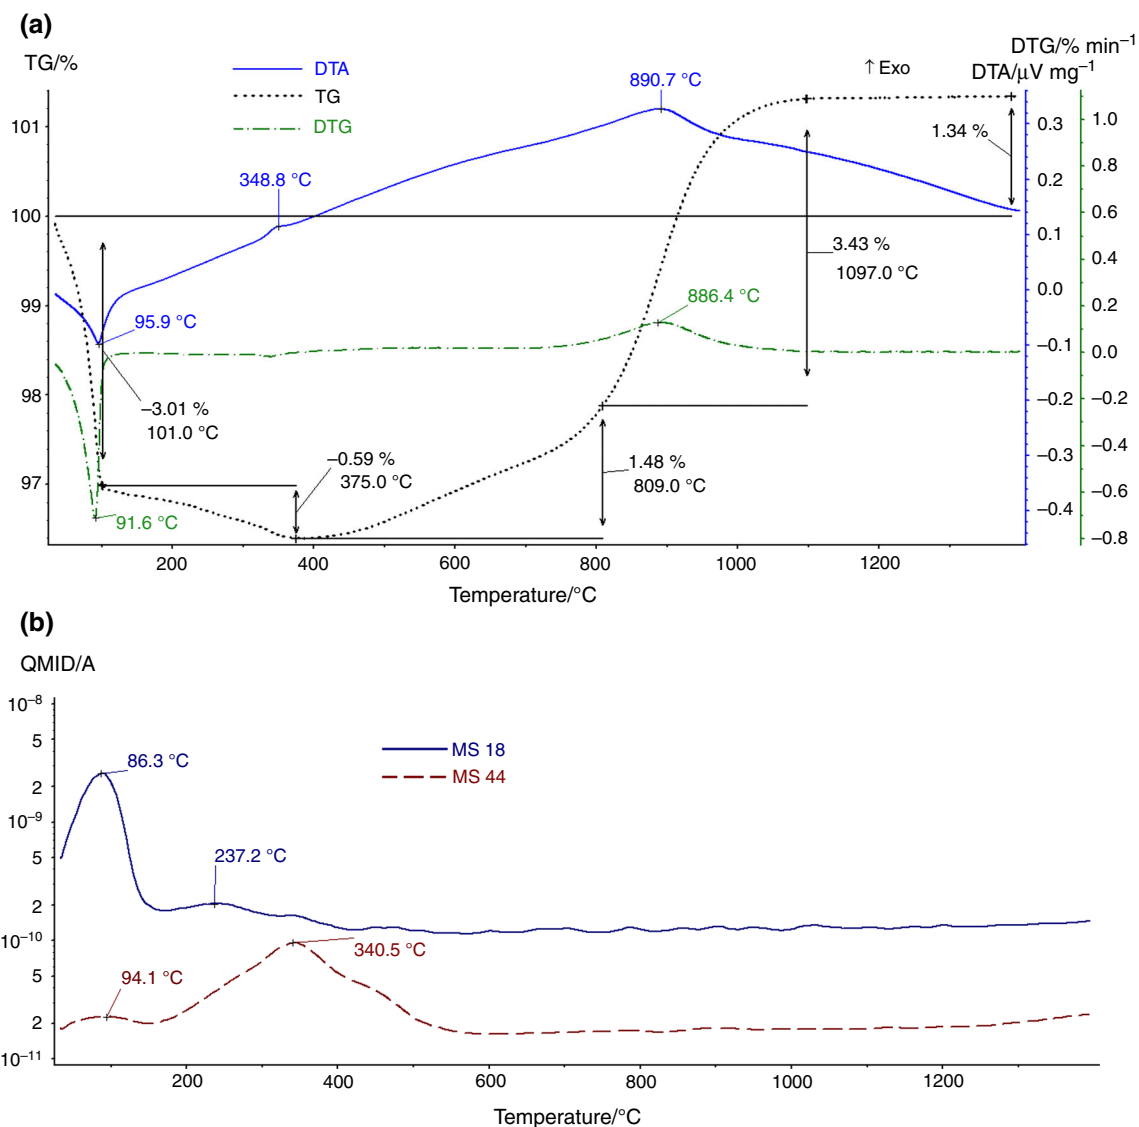 (a)
TG/%
DTG/% min⁻¹
DTA/µV mg⁻¹
↑ Exo
DTA
TG
DTG
890.7 °C
348.8 °C
1.34 %
3.43 %
1097.0 °C
886.4 °C
95.9 °C
–3.01 %
101.0 °C
–0.59 %
375.0 °C
1.48 %
809.0 °C
91.6 °C
101
100
99
98
97
0.3
0.2
0.1
0.0
–0.1
–0.2
–0.3
–0.4
1.0
0.8
0.6
0.4
0.2
0.0
–0.2
–0.4
–0.6
–0.8
200 400 600 800 1000 1200
Temperature/°C
(b)
QMID/A
10⁻⁸
5
2
10⁻⁹
5
2
10⁻¹⁰
5
2
10⁻¹¹
MS 18
MS 44
86.3 °C
237.2 °C
340.5 °C
94.1 °C
200 400 600 800 1000 1200
Temperature/°C